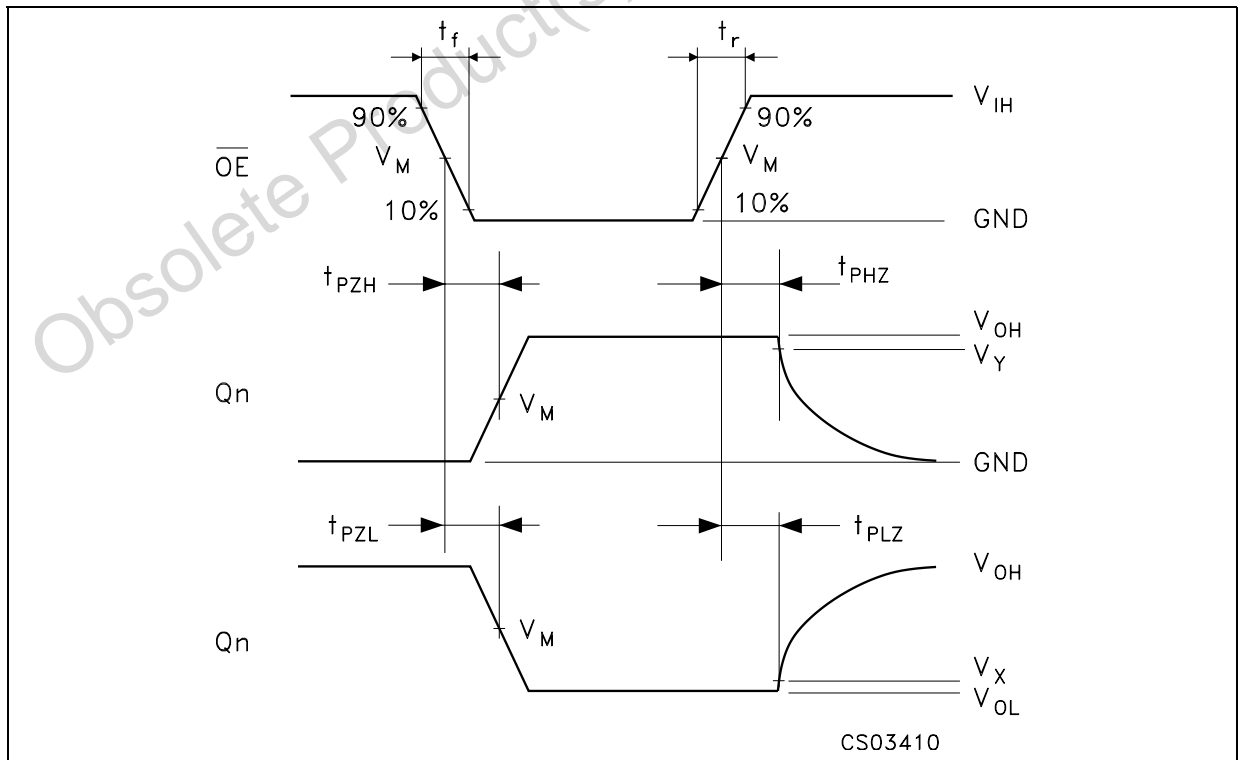 Obsolete Product(s)
t_f t_r
V_IH
90% 90%
O̅E̅ V_M V_M
10% 10%
GND
t_PZH t_PHZ
V_OH
V_Y
Qn V_M
GND
t_PZL t_PLZ
V_OH
Qn V_M
V_X
V_OL
CS03410